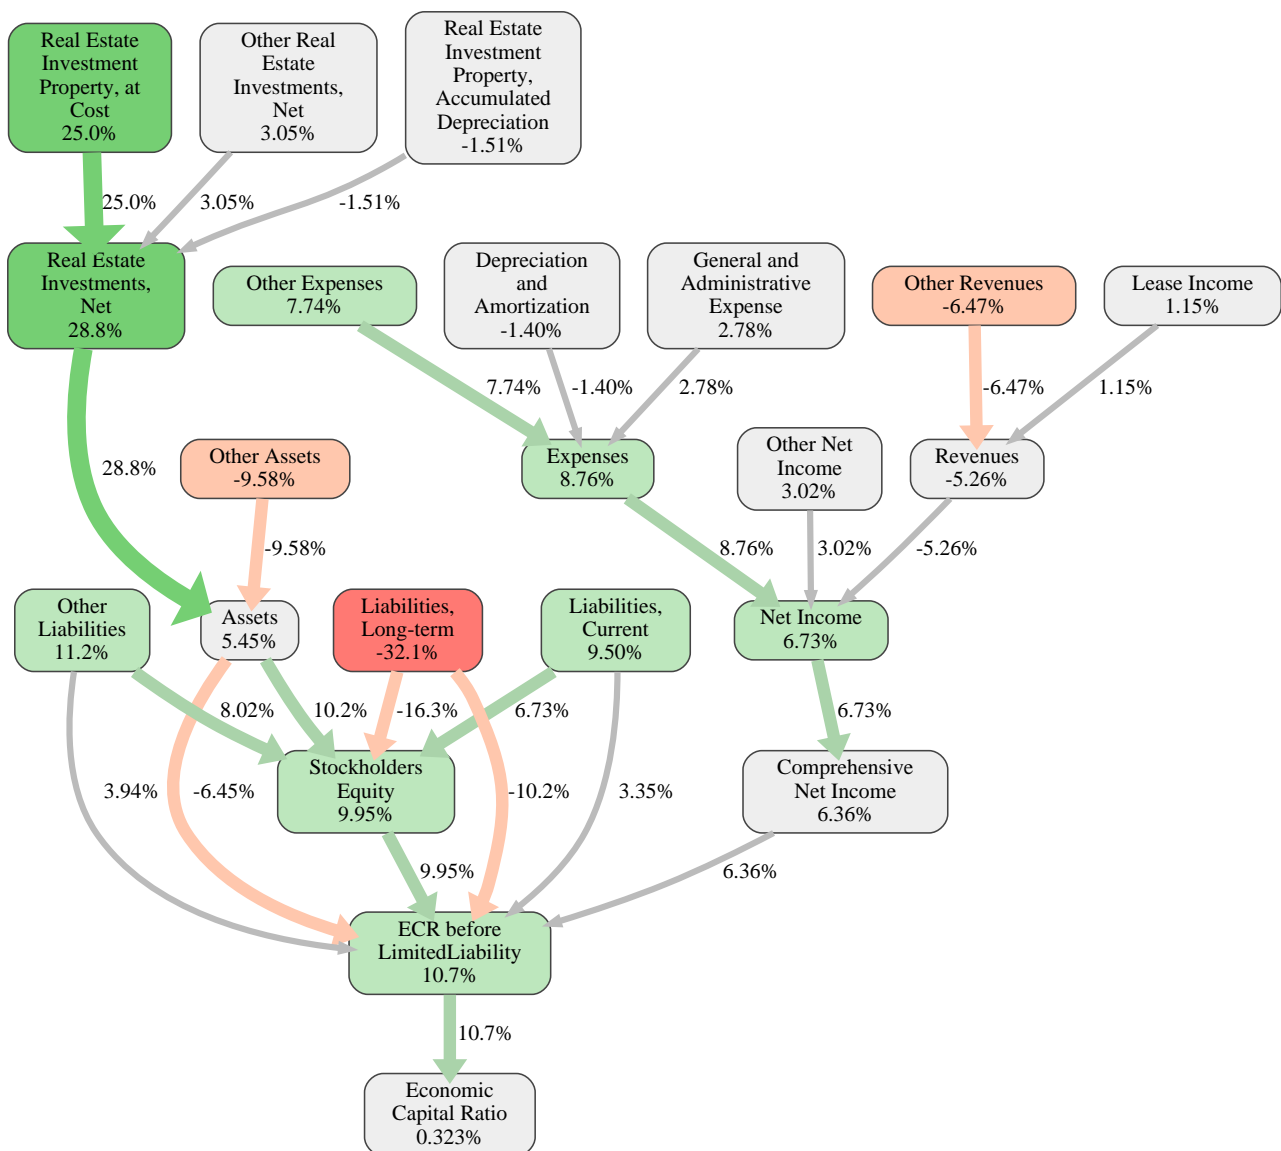 Real Estate
Investment
Property, at
Cost
25.0%
Other Real
Estate
Investments,
Net
3.05%
Real Estate
Investment
Property,
Accumulated
Depreciation
-1.51%
25.0%
3.05%
-1.51%
Real Estate
Investments,
Net
28.8%
Other Expenses
7.74%
Depreciation
and
Amortization
-1.40%
General and
Administrative
Expense
2.78%
Other Revenues
-6.47%
Lease Income
1.15%
7.74%
-1.40%
2.78%
-6.47%
1.15%
28.8%
Other Assets
-9.58%
Expenses
8.76%
Other Net
Income
3.02%
Revenues
-5.26%
-9.58%
8.76%
3.02%
-5.26%
Other
Liabilities
11.2%
Assets
5.45%
Liabilities,
Long-term
-32.1%
Liabilities,
Current
9.50%
Net Income
6.73%
8.02%
10.2%
-16.3%
6.73%
6.73%
3.94%
-6.45%
Stockholders
Equity
9.95%
-10.2%
3.35%
Comprehensive
Net Income
6.36%
9.95%
6.36%
ECR before
LimitedLiability
10.7%
10.7%
Economic
Capital Ratio
0.323%